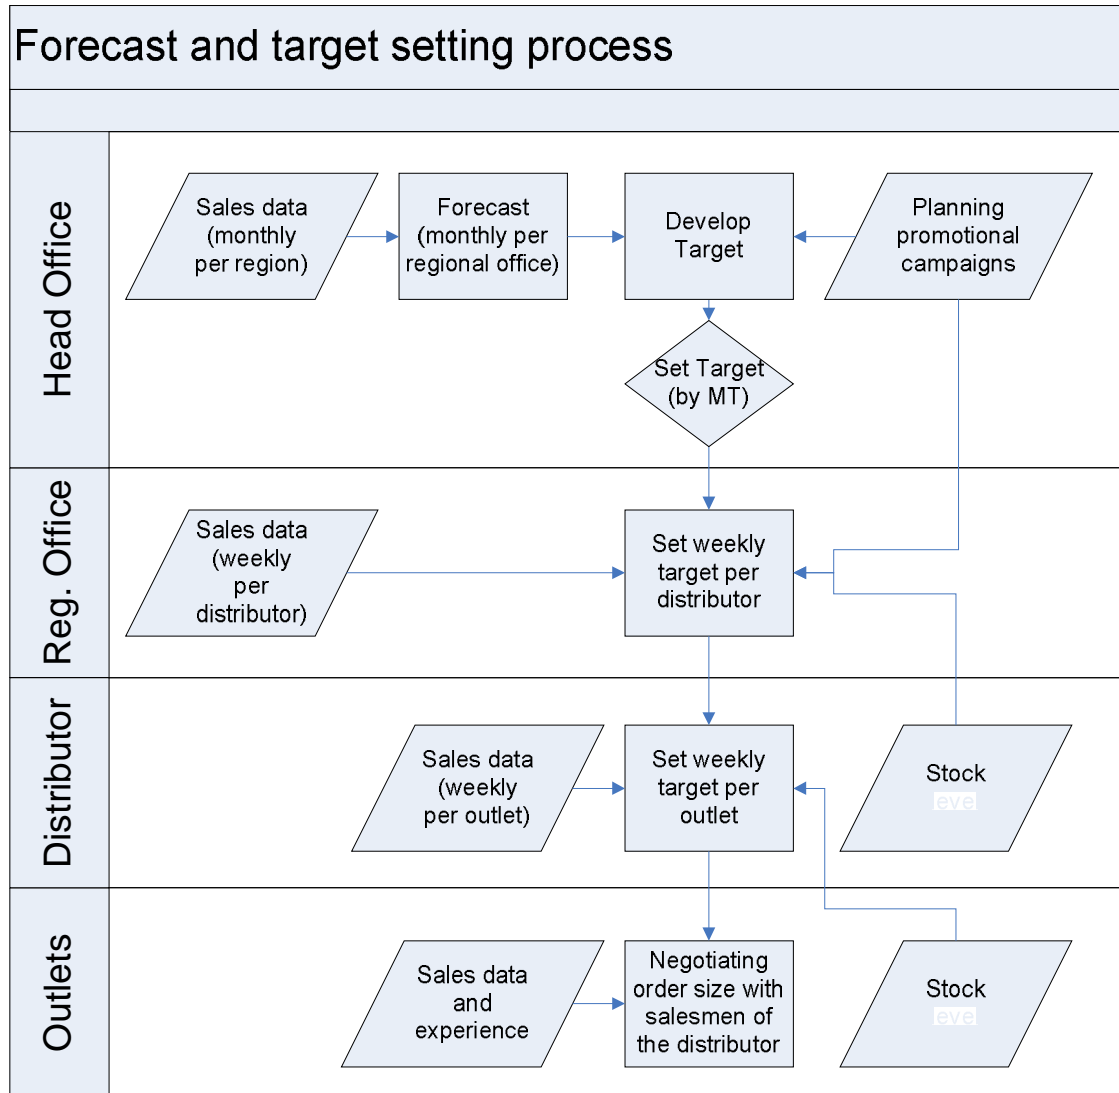 Forecast and target setting process
Head Office
Sales data
(monthly
per region)
Forecast
(monthly per
regional office)
Develop
Target
Planning
promotional
campaigns
Set Target
(by MT)
Reg. Office
Sales data
(weekly
per
distributor)
Set weekly
target per
distributor
Distributor
Sales data
(weekly
per outlet)
Set weekly
target per
outlet
Stock
eve
Outlets
Sales data
and
experience
Negotiating
order size with
salesmen of
the distributor
Stock
eve